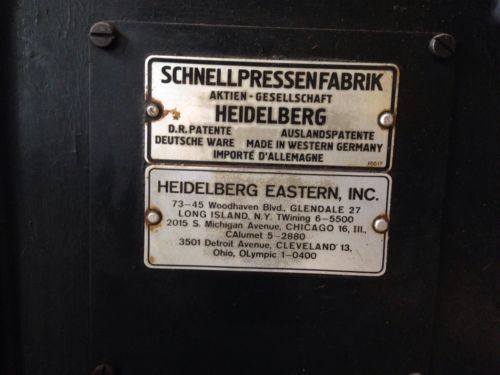 SCHNELLPRESSENFABRIK
AKTIEN-GESELLSCHAFT
HEIDELBERG
D.R. PATENTE AUSLANDSPATENTE
DEUTSCHE WARE MADE IN WESTERN GERMANY
IMPORTÉ D'ALLEMAGNE
HEIDELBERG EASTERN, INC.
73-45 Woodhaven Blvd., GLENDALE 27
LONG ISLAND, N.Y. TWining 6-5500
2015 S. Michigan Avenue, CHICAGO 16, Ill.,
CAlumet 5-2880
3501 Detroit Avenue, CLEVELAND 13,
Ohio, OLympic 1-0400